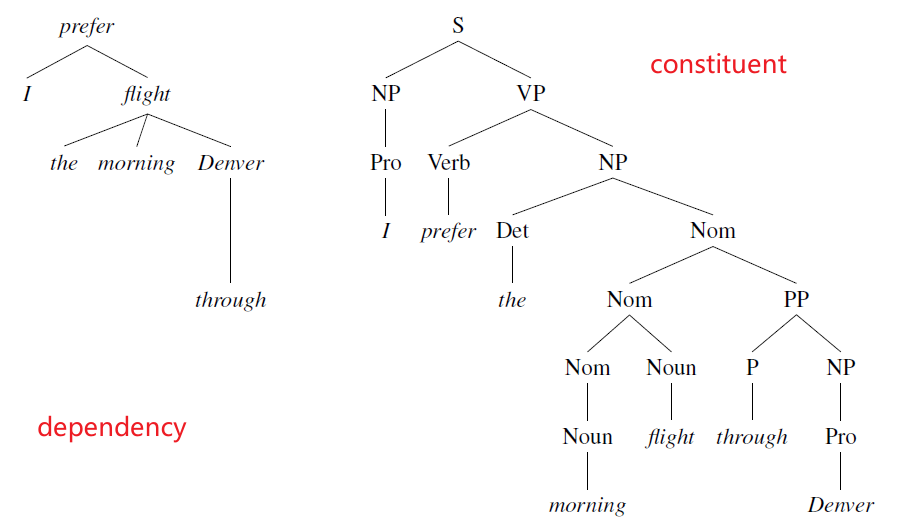 prefer
I flight
the morning Denver
through
dependency
S
constituent
NP VP
Pro Verb NP
I prefer Det Nom
the Nom PP
Nom Noun P NP
Noun flight through Pro
morning Denver